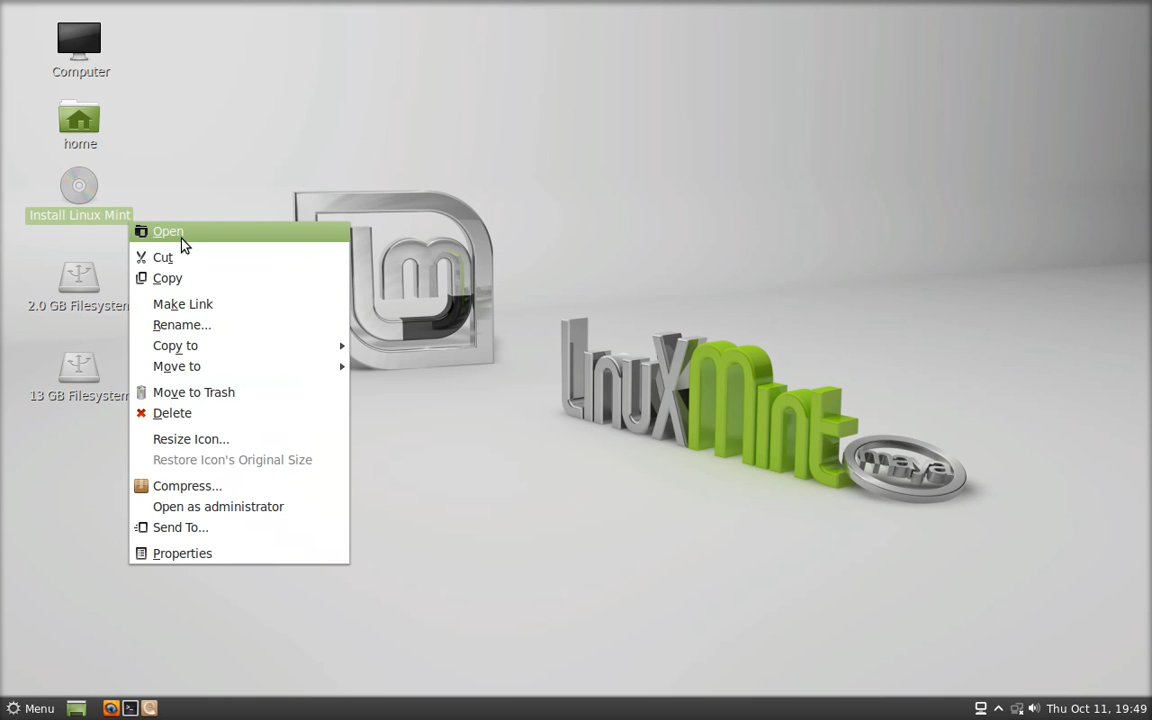 Computer
home
Install Linux Mint
2.0 GB Filesystem
13 GB Filesystem
Open
Cut
Copy
Make Link
Rename...
Copy to
Move to
Move to Trash
Delete
Resize Icon...
Restore Icon's Original Size
Compress...
Open as administrator
Send To...
Properties
lm
LinuxMint
maya
Menu
Thu Oct 11, 19:49